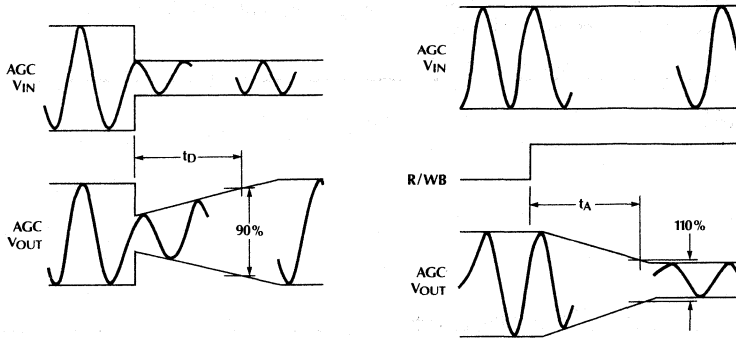 AGC
VIN
tD
AGC
VOUT
90%
AGC
VIN
R/WB
tA
110%
AGC
VOUT